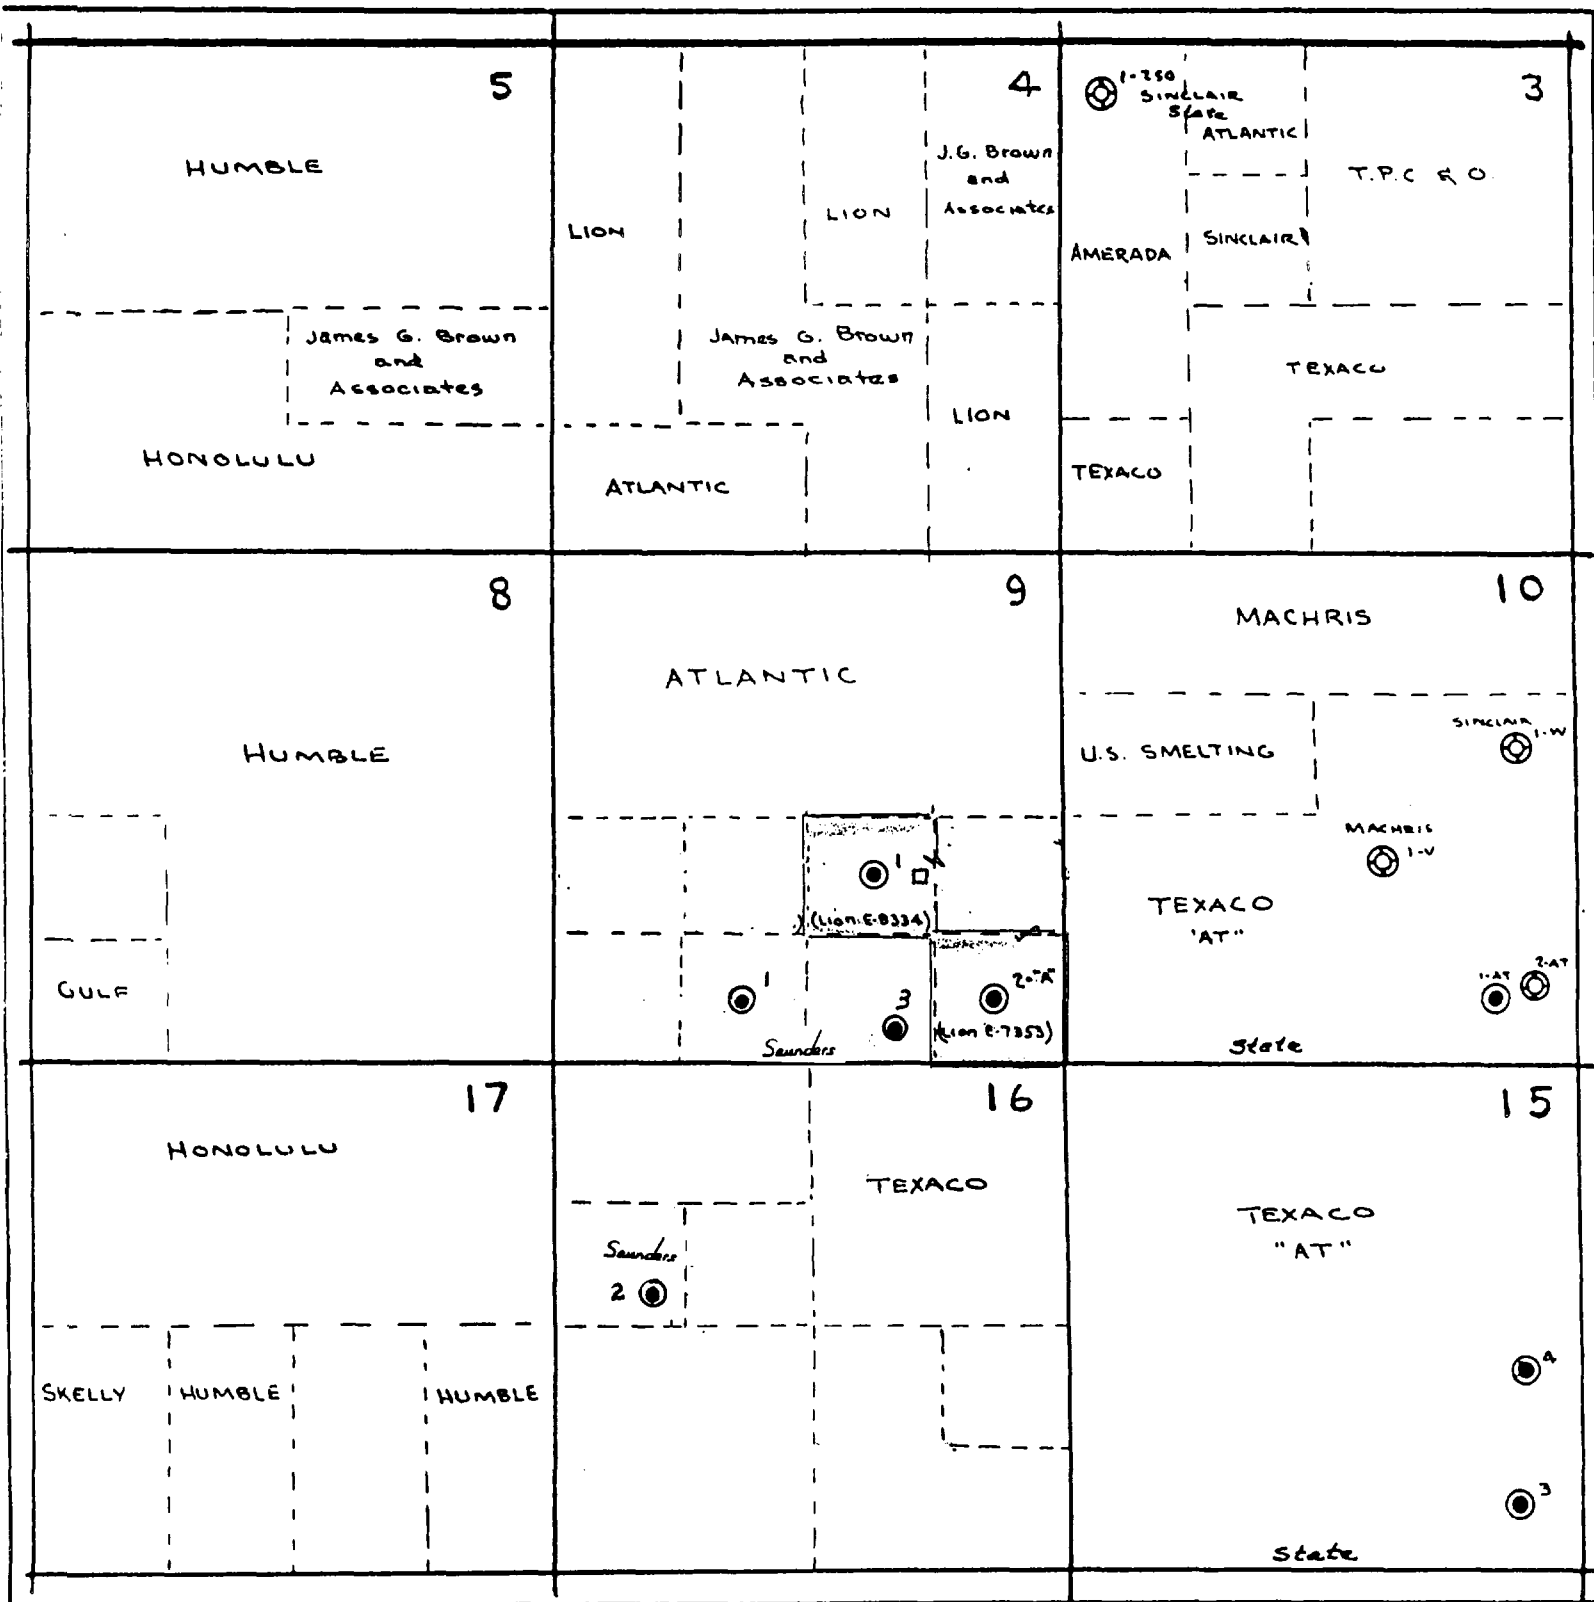 5
HUMBLE
James G. Brown
and
Associates
HONOLULU
4
LION
LION
J.G. Brown
and
Associates
James G. Brown
and
Associates
LION
ATLANTIC
3
1-250
SINCLAIR
State
ATLANTIC
T.P.C & O.
SINCLAIR
AMERADA
TEXACO
TEXACO
8
HUMBLE
GULF
9
ATLANTIC
1
(Lion E-8334)
1
3
2-"A"
(Lion E-7353)
Saunders
10
MACHRIS
U.S. SMELTING
SINCLAIR
1-W
MACHRIS
1-V
TEXACO
'AT"
1-AT
2-AT
State
17
HONOLULU
SKELLY
HUMBLE
HUMBLE
16
TEXACO
Saunders
2
15
TEXACO
"AT"
4
3
State